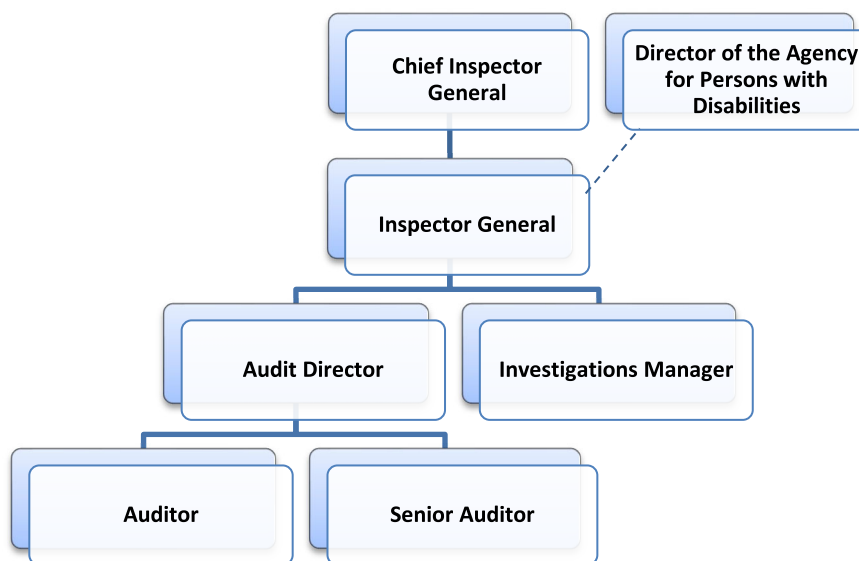 Chief Inspector
General
Director of the Agency
for Persons with
Disabilities
Inspector General
Audit Director
Investigations Manager
Auditor
Senior Auditor